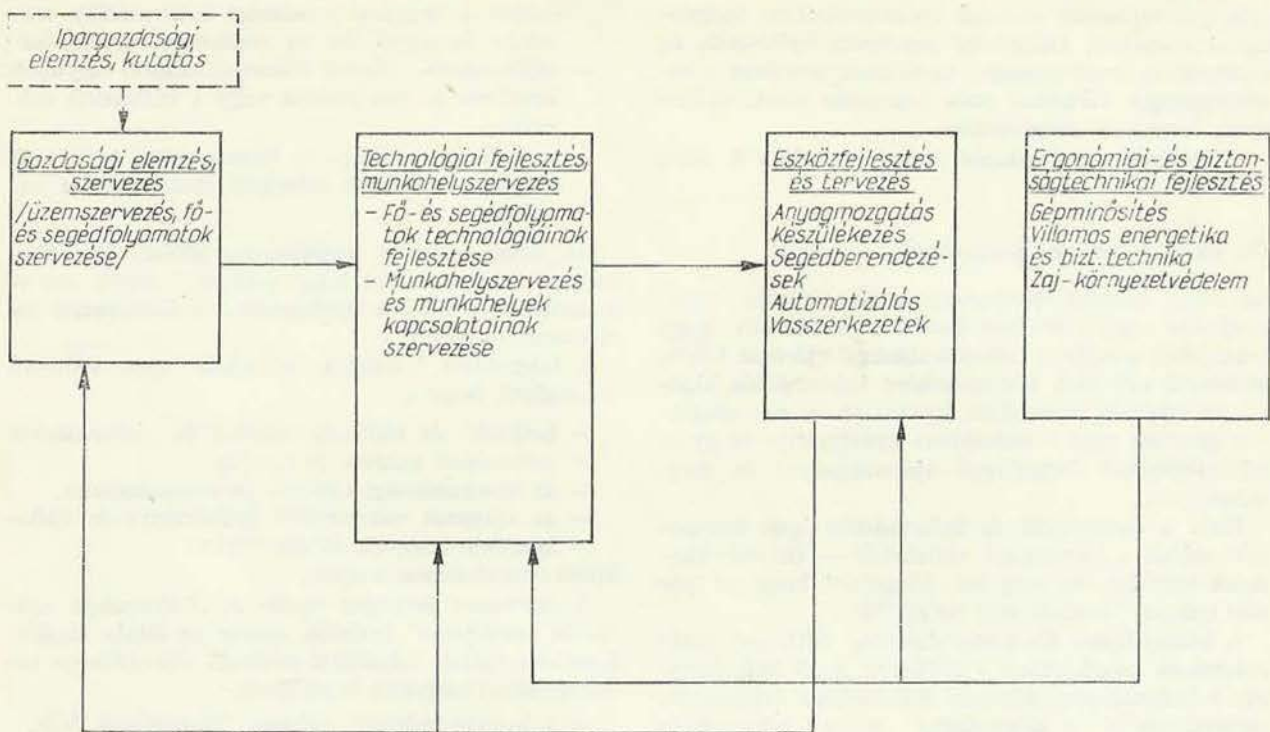 Ipargazdasági
elemzés, kutatás
Gazdasági elemzés,
szervezés
/üzemszervezés, fő-
és segédfolyamatok
szervezése/
Technológiai fejlesztés,
munkahelyszervezés
– Fő- és segédfolyama-
tok technológiáinak
fejlesztése
– Munkahelyszervezés
és munkahelyek
kapcsolatainak
szervezése
Eszközfejlesztés
és tervezés
Anyagmozgatás
Készülékezés
Segédberendezé-
sek
Automatizálás
Vasszerkezetek
Ergonómiai- és bizton-
ságtechnikai fejlesztés
Gépminősítés
Villamos energetika
és bizt. technika
Zaj-környezetvédelem